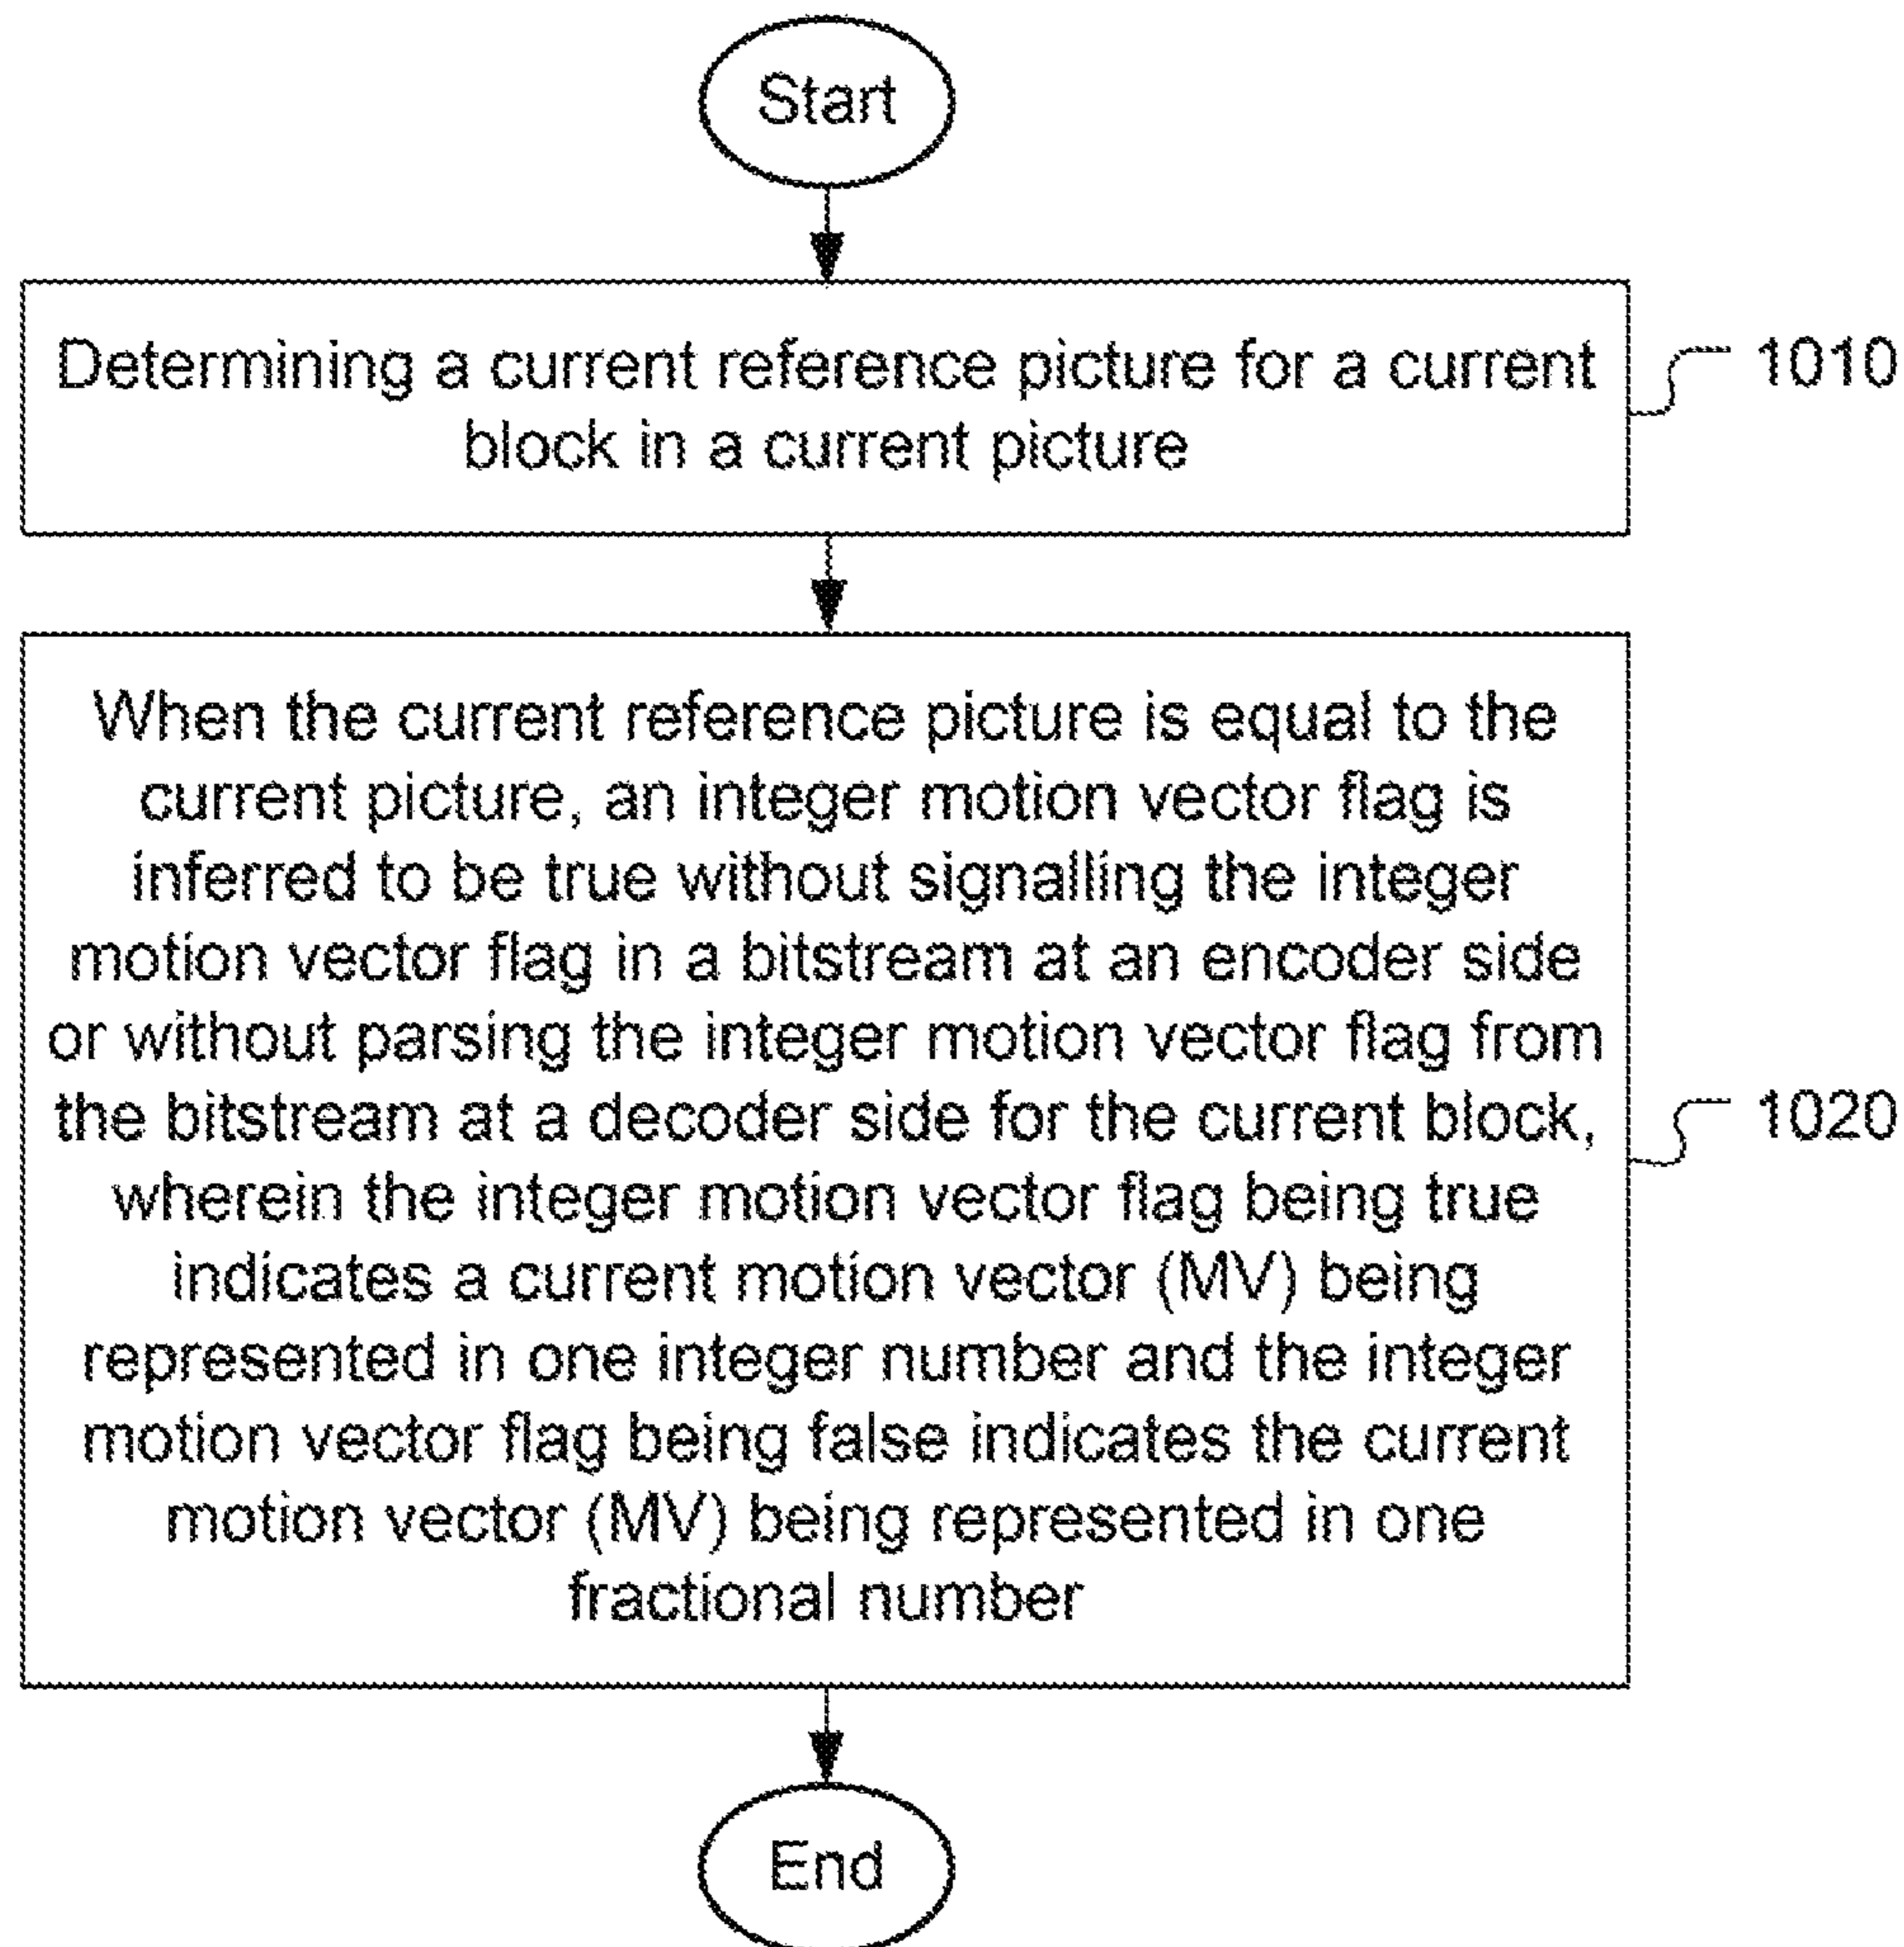 Start
Determining a current reference picture for a current
block in a current picture
1010
When the current reference picture is equal to the
current picture, an integer motion vector flag is
inferred to be true without signalling the integer
motion vector flag in a bitstream at an encoder side
or without parsing the integer motion vector flag from
the bitstream at a decoder side for the current block,
wherein the integer motion vector flag being true
indicates a current motion vector (MV) being
represented in one integer number and the integer
motion vector flag being false indicates the current
motion vector (MV) being represented in one
fractional number
1020
End